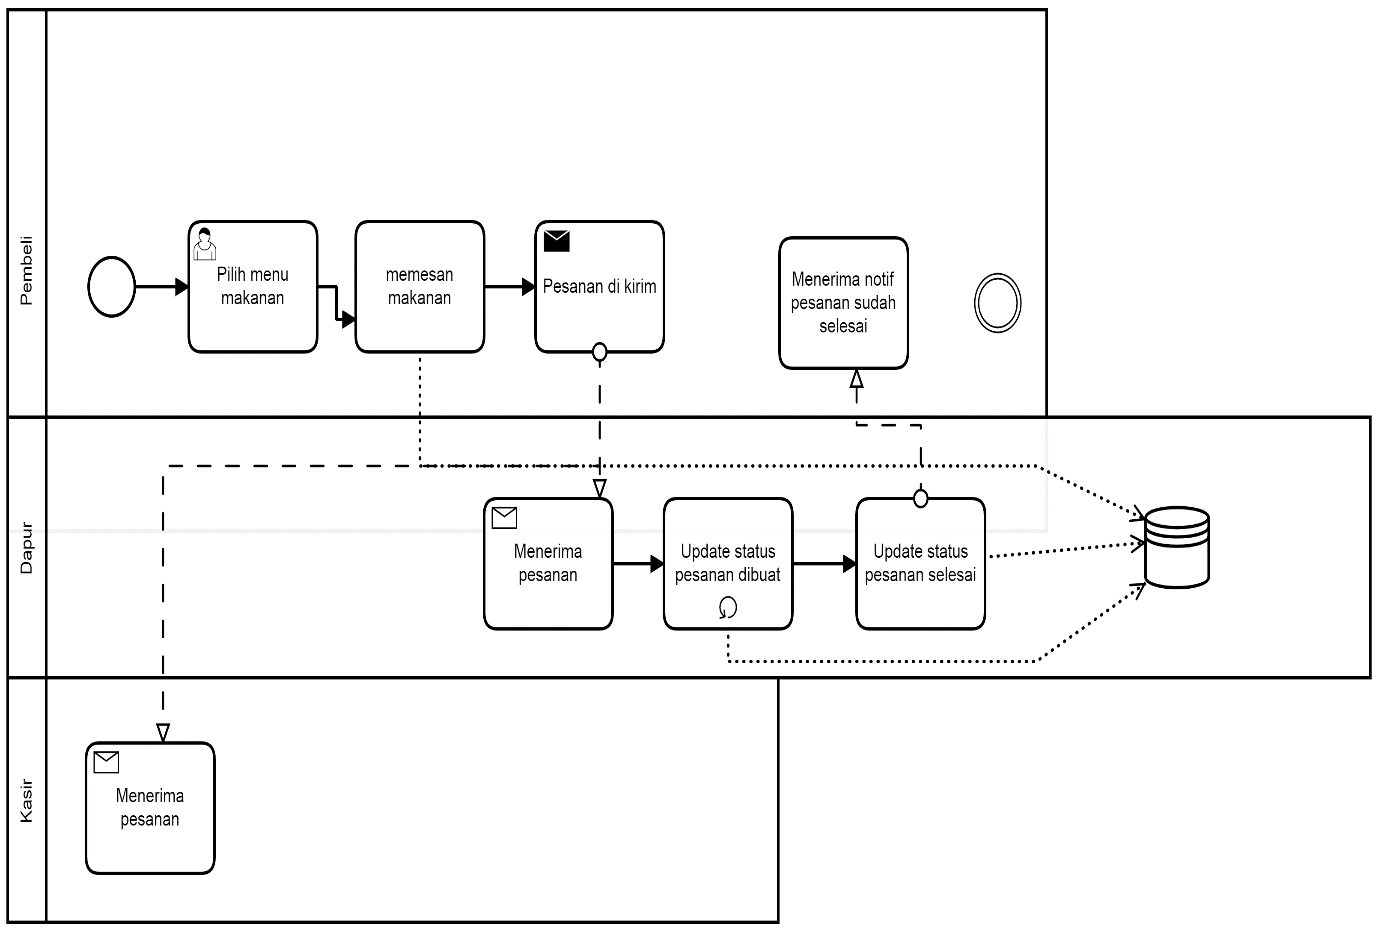 Pembeli
Pilih menu
makanan
memesan
makanan
Pesanan di kirim
Menerima notif
pesanan sudah
selesai
Dapur
Menerima
pesanan
Update status
pesanan dibuat
Update status
pesanan selesai
Kasir
Menerima
pesanan